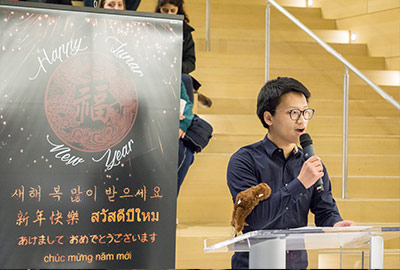 Happy Lunar
福
New Year
새해 복 많이 받으세요
新年快樂 สวัสดีปีใหม่
あけまして おめでとうございます
chúc mừng năm mới